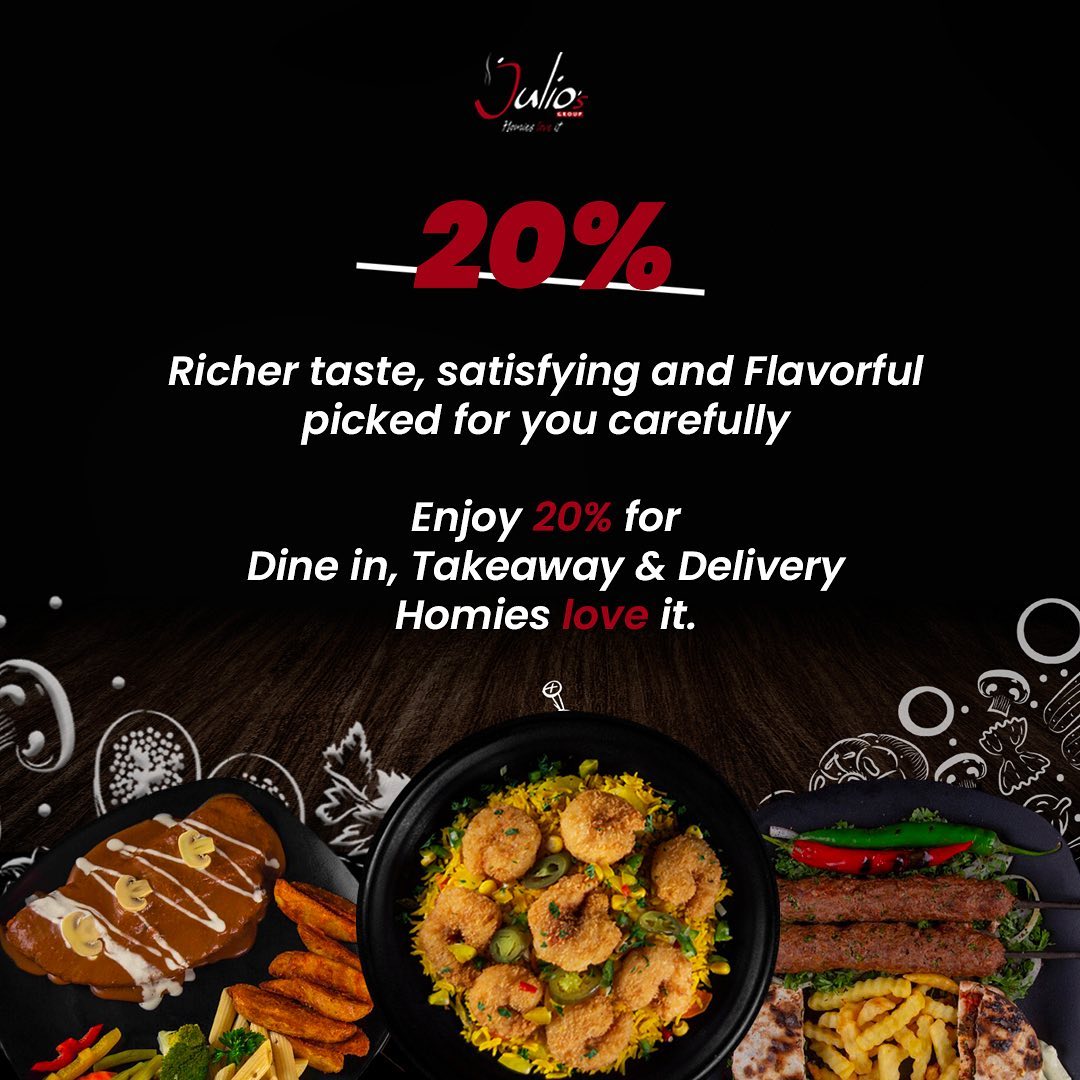 Julio's
GROUP
Homies love it
20%
Richer taste, satisfying and Flavorful
picked for you carefully
Enjoy 20% for
Dine in, Takeaway & Delivery
Homies love it.